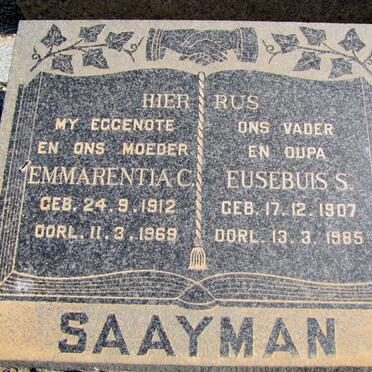 HIER RUS
MY EGGENOTE
EN ONS MOEDER
EMMARENTIA C.
GEB. 24. 9. 1912
OORL. 11. 3. 1969
ONS VADER
EN OUPA
EUSEBUIS S.
GEB. 17. 12. 1907
OORL. 13. 3. 1985
SAAYMAN